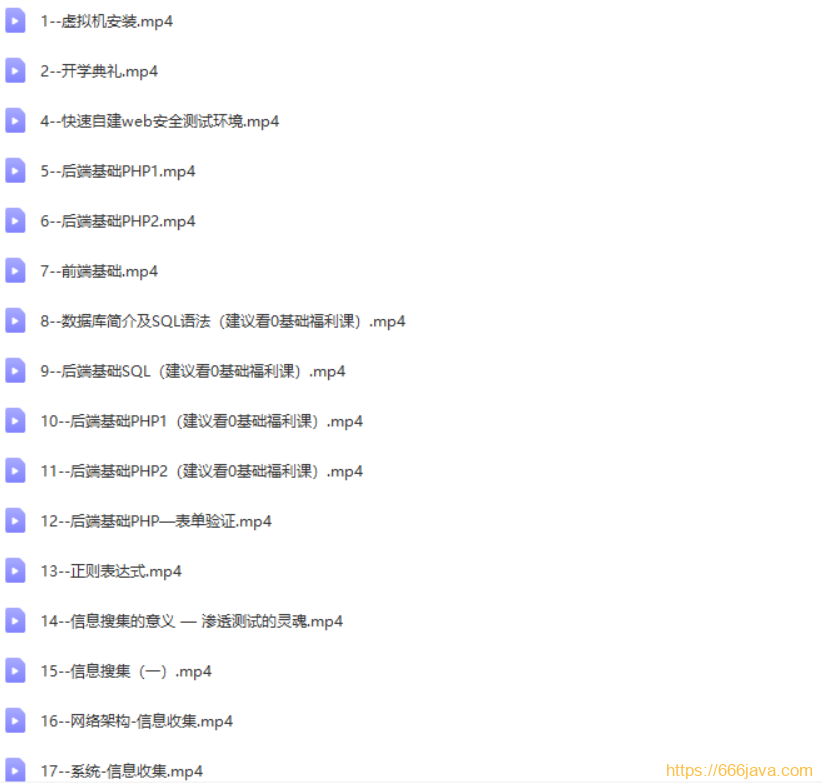 1--虚拟机安装.mp4
2--开学典礼.mp4
4--快速自建web安全测试环境.mp4
5--后端基础PHP1.mp4
6--后端基础PHP2.mp4
7--前端基础.mp4
8--数据库简介及SQL语法（建议看0基础福利课）.mp4
9--后端基础SQL（建议看0基础福利课）.mp4
10--后端基础PHP1（建议看0基础福利课）.mp4
11--后端基础PHP2（建议看0基础福利课）.mp4
12--后端基础PHP—表单验证.mp4
13--正则表达式.mp4
14--信息搜集的意义 — 渗透测试的灵魂.mp4
15--信息搜集（一）.mp4
16--网络架构-信息收集.mp4
17--系统-信息收集.mp4
https://666java.com